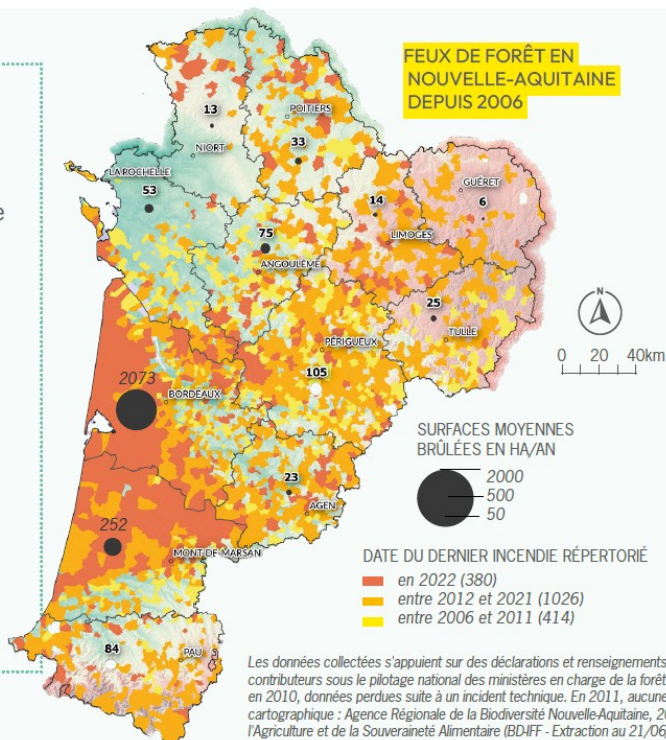 FEUX DE FORÊT EN
NOUVELLE-AQUITAINE
DEPUIS 2006
13
POITIERS
33
NIORT
LA ROCHELLE
53
14
GUÉRET
6
LIMOGES
75
ANGOULÊME
25
TULLE
PÉRIGUEUX
105
2073
BORDEAUX
23
AGEN
252
MONT-DE-MARSAN
84
PAU
e
N
0 20 40km
SURFACES MOYENNES
BRÛLÉES EN HA/AN
2000
500
50
DATE DU DERNIER INCENDIE RÉPERTORIÉ
en 2022 (380)
entre 2012 et 2021 (1026)
entre 2006 et 2011 (414)
Les données collectées s'appuient sur des déclarations et renseignements
contributeurs sous le pilotage national des ministères en charge de la forêt
en 2010, données perdues suite à un incident technique. En 2011, aucune
cartographique : Agence Régionale de la Biodiversité Nouvelle-Aquitaine, 20
l'Agriculture et de la Souveraineté Alimentaire (BDIFF - Extraction au 21/06